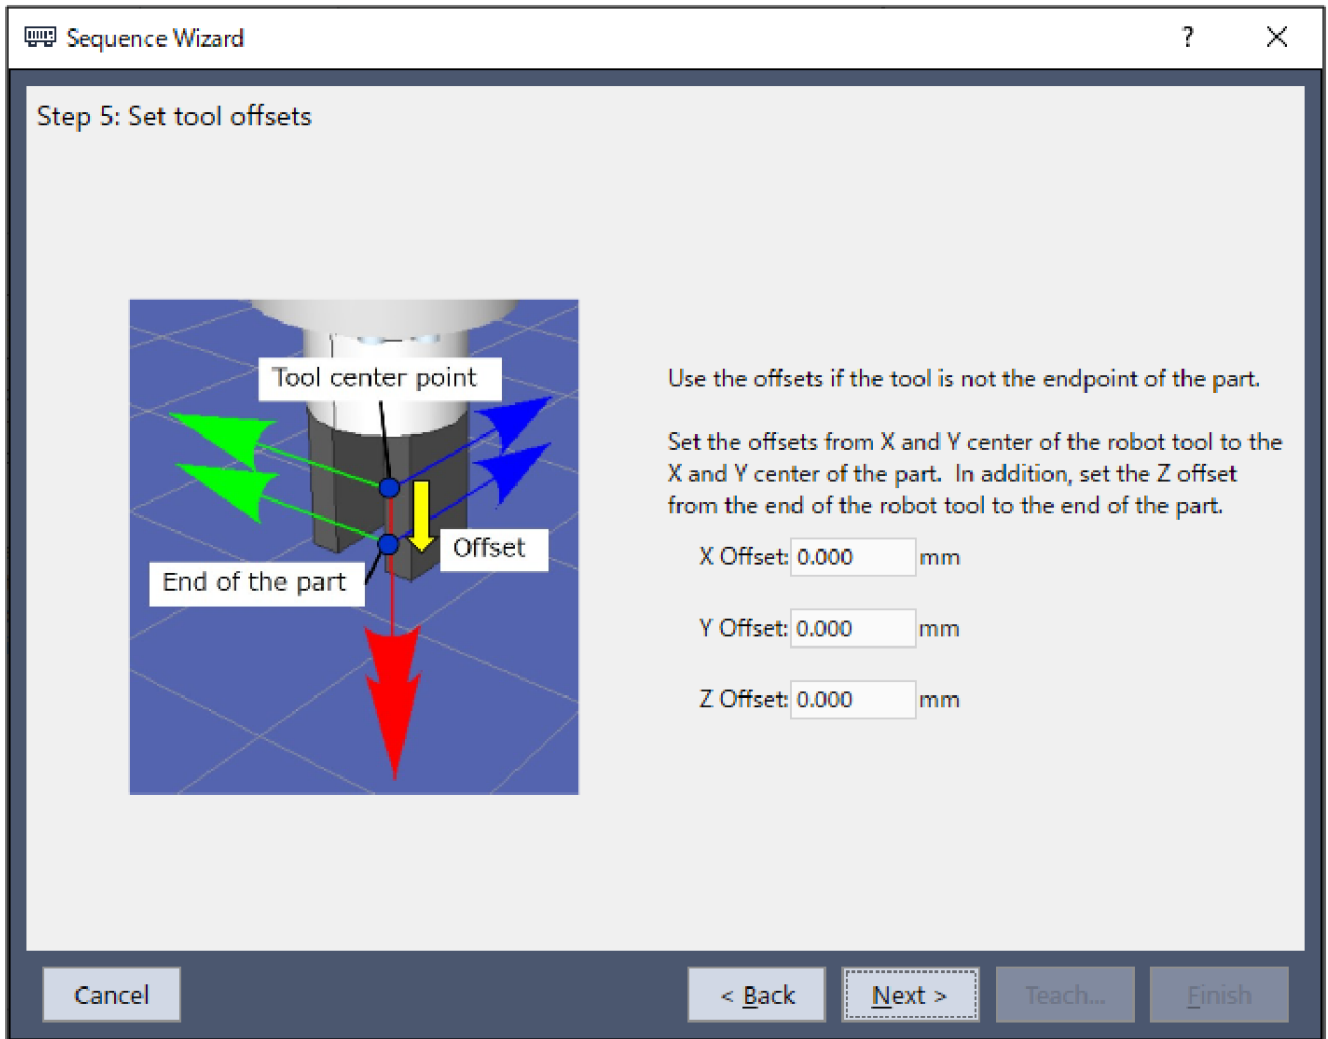 Sequence Wizard
?
Step 5: Set tool offsets
Tool center point
Offset
End of the part
Use the offsets if the tool is not the endpoint of the part.
Set the offsets from X and Y center of the robot tool to the
X and Y center of the part.  In addition, set the Z offset
from the end of the robot tool to the end of the part.
X Offset: 0.000 mm
Y Offset: 0.000 mm
Z Offset: 0.000 mm
Cancel
< Back
Next >
Teach...
Finish